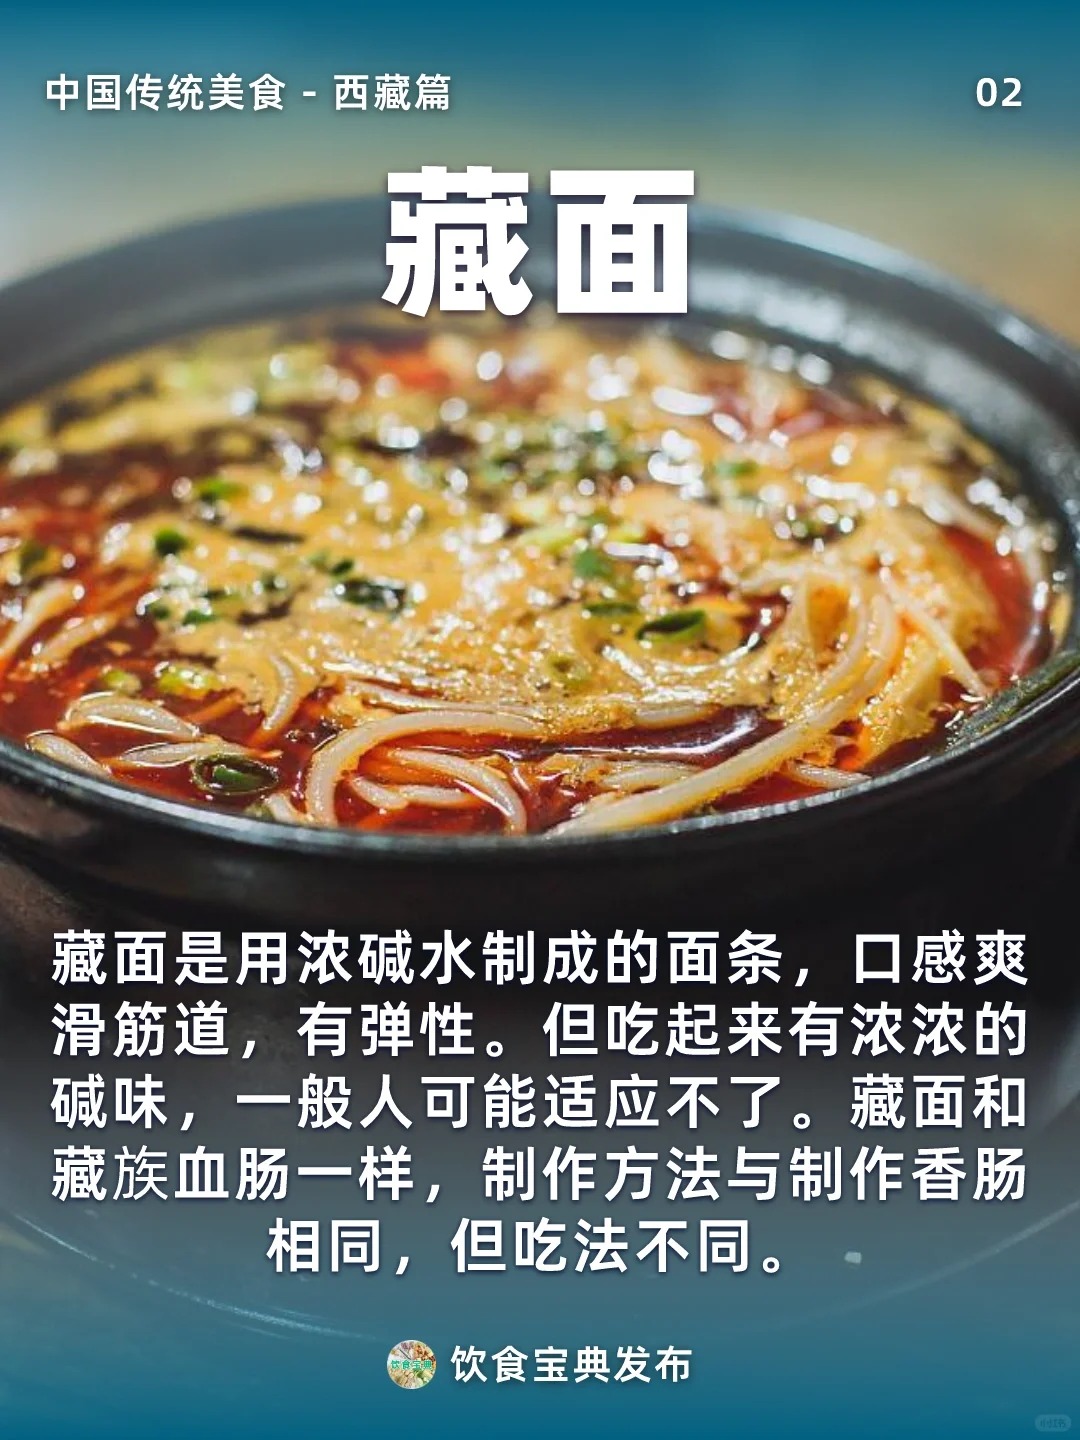 中国传统美食 - 西藏篇
02
藏面
藏面是用浓碱水制成的面条，口感爽
滑筋道，有弹性。但吃起来有浓浓的
碱味，一般人可能适应不了。藏面和
藏族血肠一样，制作方法与制作香肠
相同，但吃法不同。
饮食宝典
饮食宝典发布